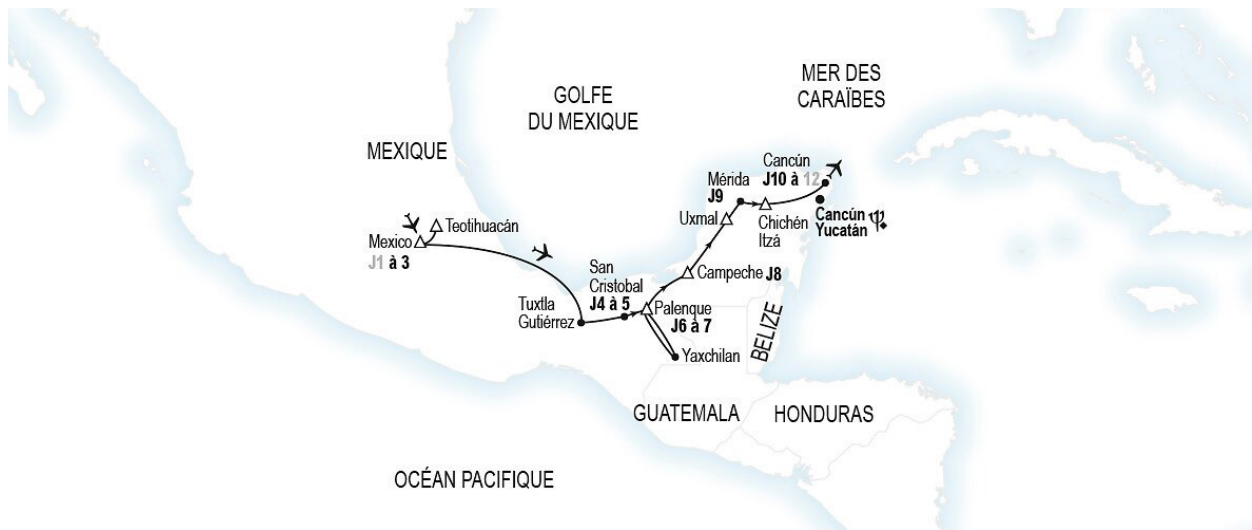 MER DES
CARAÏBES
GOLFE
DU MEXIQUE
MEXIQUE
Cancún
J10 à 12
Mérida
J9
Uxmal
Chichén
Itzá
Cancún
Yucatán
Teotihuacán
Mexico
J1 à 3
San
Cristobal
J4 à 5
Campeche J8
Tuxtla
Gutiérrez
Palenque
J6 à 7
Yaxchilan
BELIZE
GUATEMALA
HONDURAS
OCÉAN PACIFIQUE